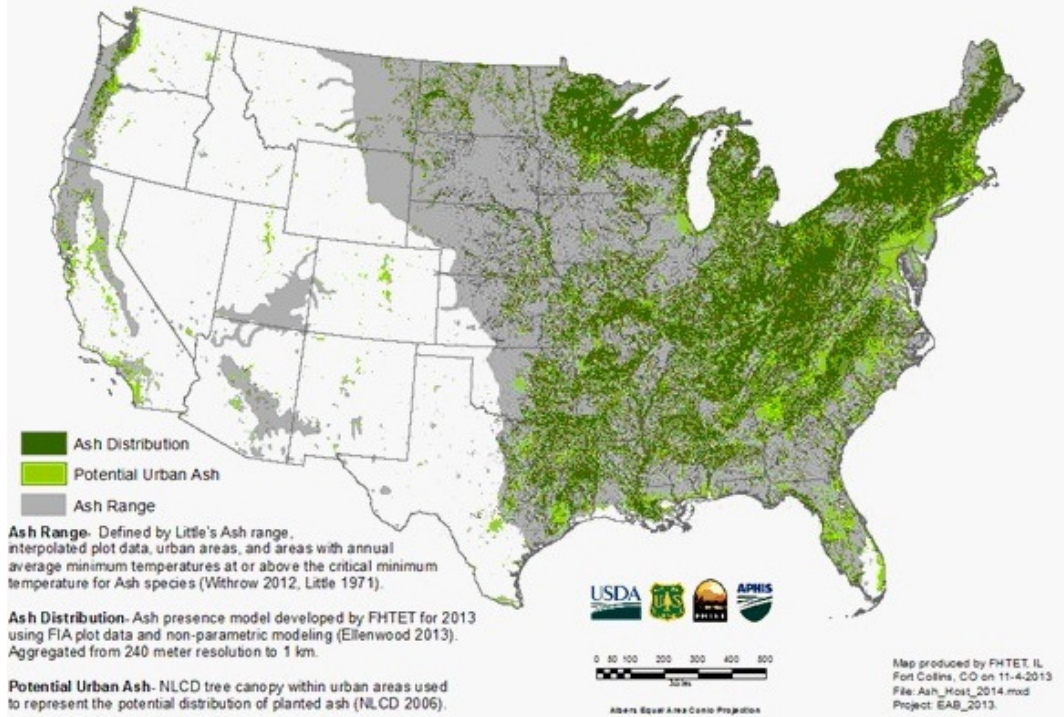 Ash Distribution
Potential Urban Ash
Ash Range
Ash Range- Defined by Little's Ash range,
interpolated plot data, urban areas, and areas with annual
average minimum temperatures at or above the critical minimum
temperature for Ash species (Withrow 2012, Little 1971).
Ash Distribution- Ash presence model developed by FHTET for 2013
using FIA plot data and non-parametric modeling (Ellenwood 2013).
Aggregated from 240 meter resolution to 1 km.
Potential Urban Ash- NLCD tree canopy within urban areas used
to represent the potential distribution of planted ash (NLCD 2006).
USDA
APHIS
0 50 100 200 300 400 500
Miles
Albers Equal Area Conic Projection
Map produced by FHTET, IL
Fort Collins, CO on 11-4-2013
File: Ash_Host_2014.mxd
Project: EAB_2013.